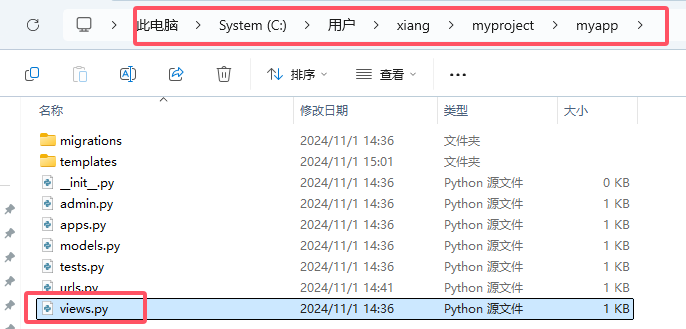 此电脑 > System (C:) > 用户 > xiang > myproject > myapp >
排序 查看 ...
名称 修改日期 类型 大小
migrations 2024/11/1 14:36 文件夹
templates 2024/11/1 15:01 文件夹
__init__.py 2024/11/1 14:36 Python 源文件 0 KB
admin.py 2024/11/1 14:36 Python 源文件 1 KB
apps.py 2024/11/1 14:36 Python 源文件 1 KB
models.py 2024/11/1 14:36 Python 源文件 1 KB
tests.py 2024/11/1 14:36 Python 源文件 1 KB
urls.py 2024/11/1 14:41 Python 源文件 1 KB
views.py 2024/11/1 14:36 Python 源文件 1 KB